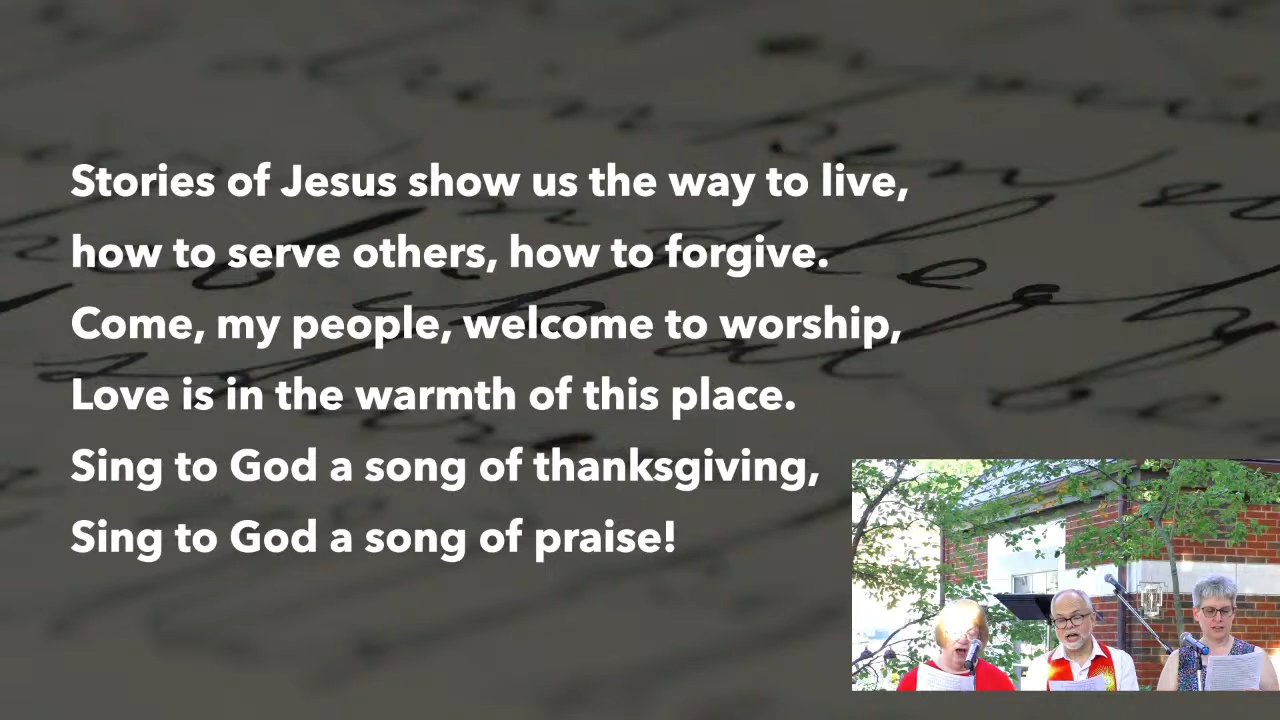 Stories of Jesus show us the way to live,
how to serve others, how to forgive.
Come, my people, welcome to worship,
Love is in the warmth of this place.
Sing to God a song of thanksgiving,
Sing to God a song of praise!